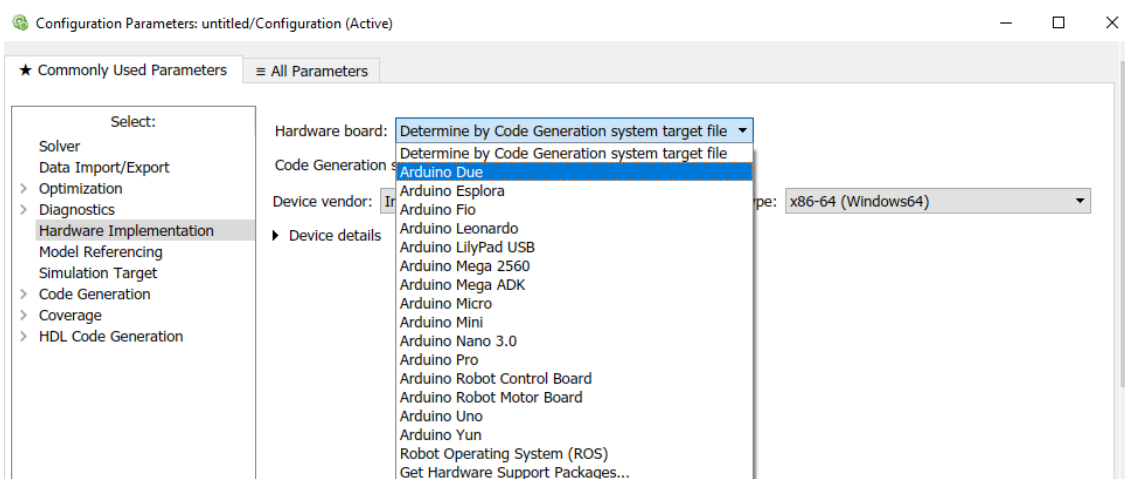 Configuration Parameters: untitled/Configuration (Active)
★ Commonly Used Parameters
≡ All Parameters
Select:
Solver
Data Import/Export
> Optimization
> Diagnostics
Hardware Implementation
Model Referencing
Simulation Target
> Code Generation
> Coverage
> HDL Code Generation
Hardware board: Determine by Code Generation system target file
Code Generation
Device vendor:
x86-64 (Windows64)
Device details
Determine by Code Generation system target file
Arduino Due
Arduino Esplora
Arduino Fio
Arduino Leonardo
Arduino LilyPad USB
Arduino Mega 2560
Arduino Mega ADK
Arduino Micro
Arduino Mini
Arduino Nano 3.0
Arduino Pro
Arduino Robot Control Board
Arduino Robot Motor Board
Arduino Uno
Arduino Yun
Robot Operating System (ROS)
Get Hardware Support Packages...